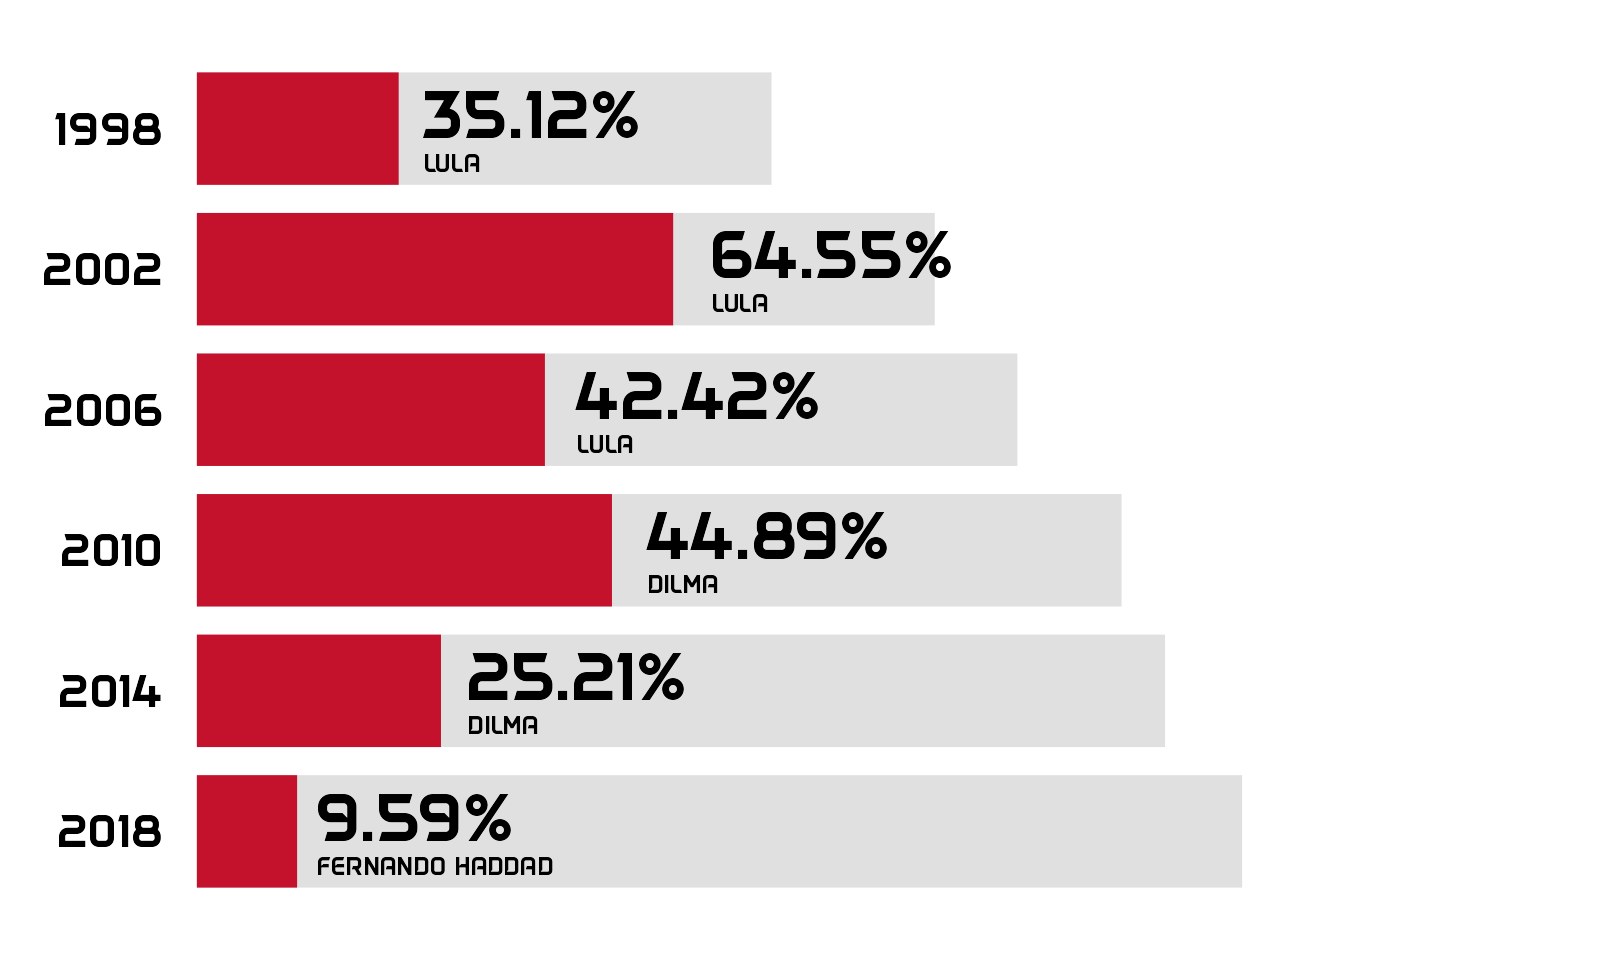 1998
35.12%
LULA
2002
64.55%
LULA
2006
42.42%
LULA
2010
44.89%
DILMA
2014
25.21%
DILMA
2018
9.59%
FERNANDO HADDAD